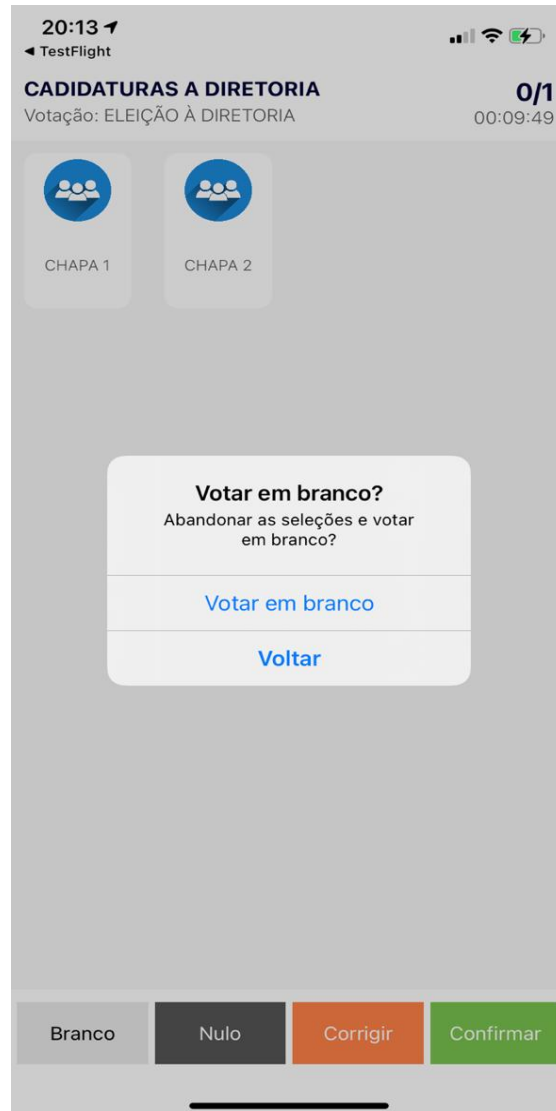 20:13
◄ TestFlight
CADIDATURAS A DIRETORIA
0/1
Votação: ELEIÇÃO À DIRETORIA
00:09:49
CHAPA 1
CHAPA 2
Votar em branco?
Abandonar as seleções e votar
em branco?
Votar em branco
Voltar
Branco
Nulo
Corrigir
Confirmar